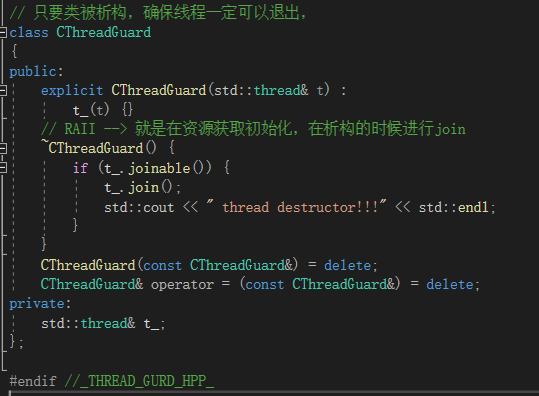 // 只要类被析构，确保线程一定可以退出，
class CThreadGuard
{
public:
explicit CThreadGuard(std::thread& t) :
t_(t) {}
// RAII --> 就是在资源获取初始化，在析构的时候进行join
~CThreadGuard() {
if (t_.joinable()) {
t_.join();
std::cout << " thread destructor!!!" << std::endl;
}
}
CThreadGuard(const CThreadGuard&) = delete;
CThreadGuard& operator = (const CThreadGuard&) = delete;
private:
std::thread& t_;
};
#endif //_THREAD_GURD_HPP_